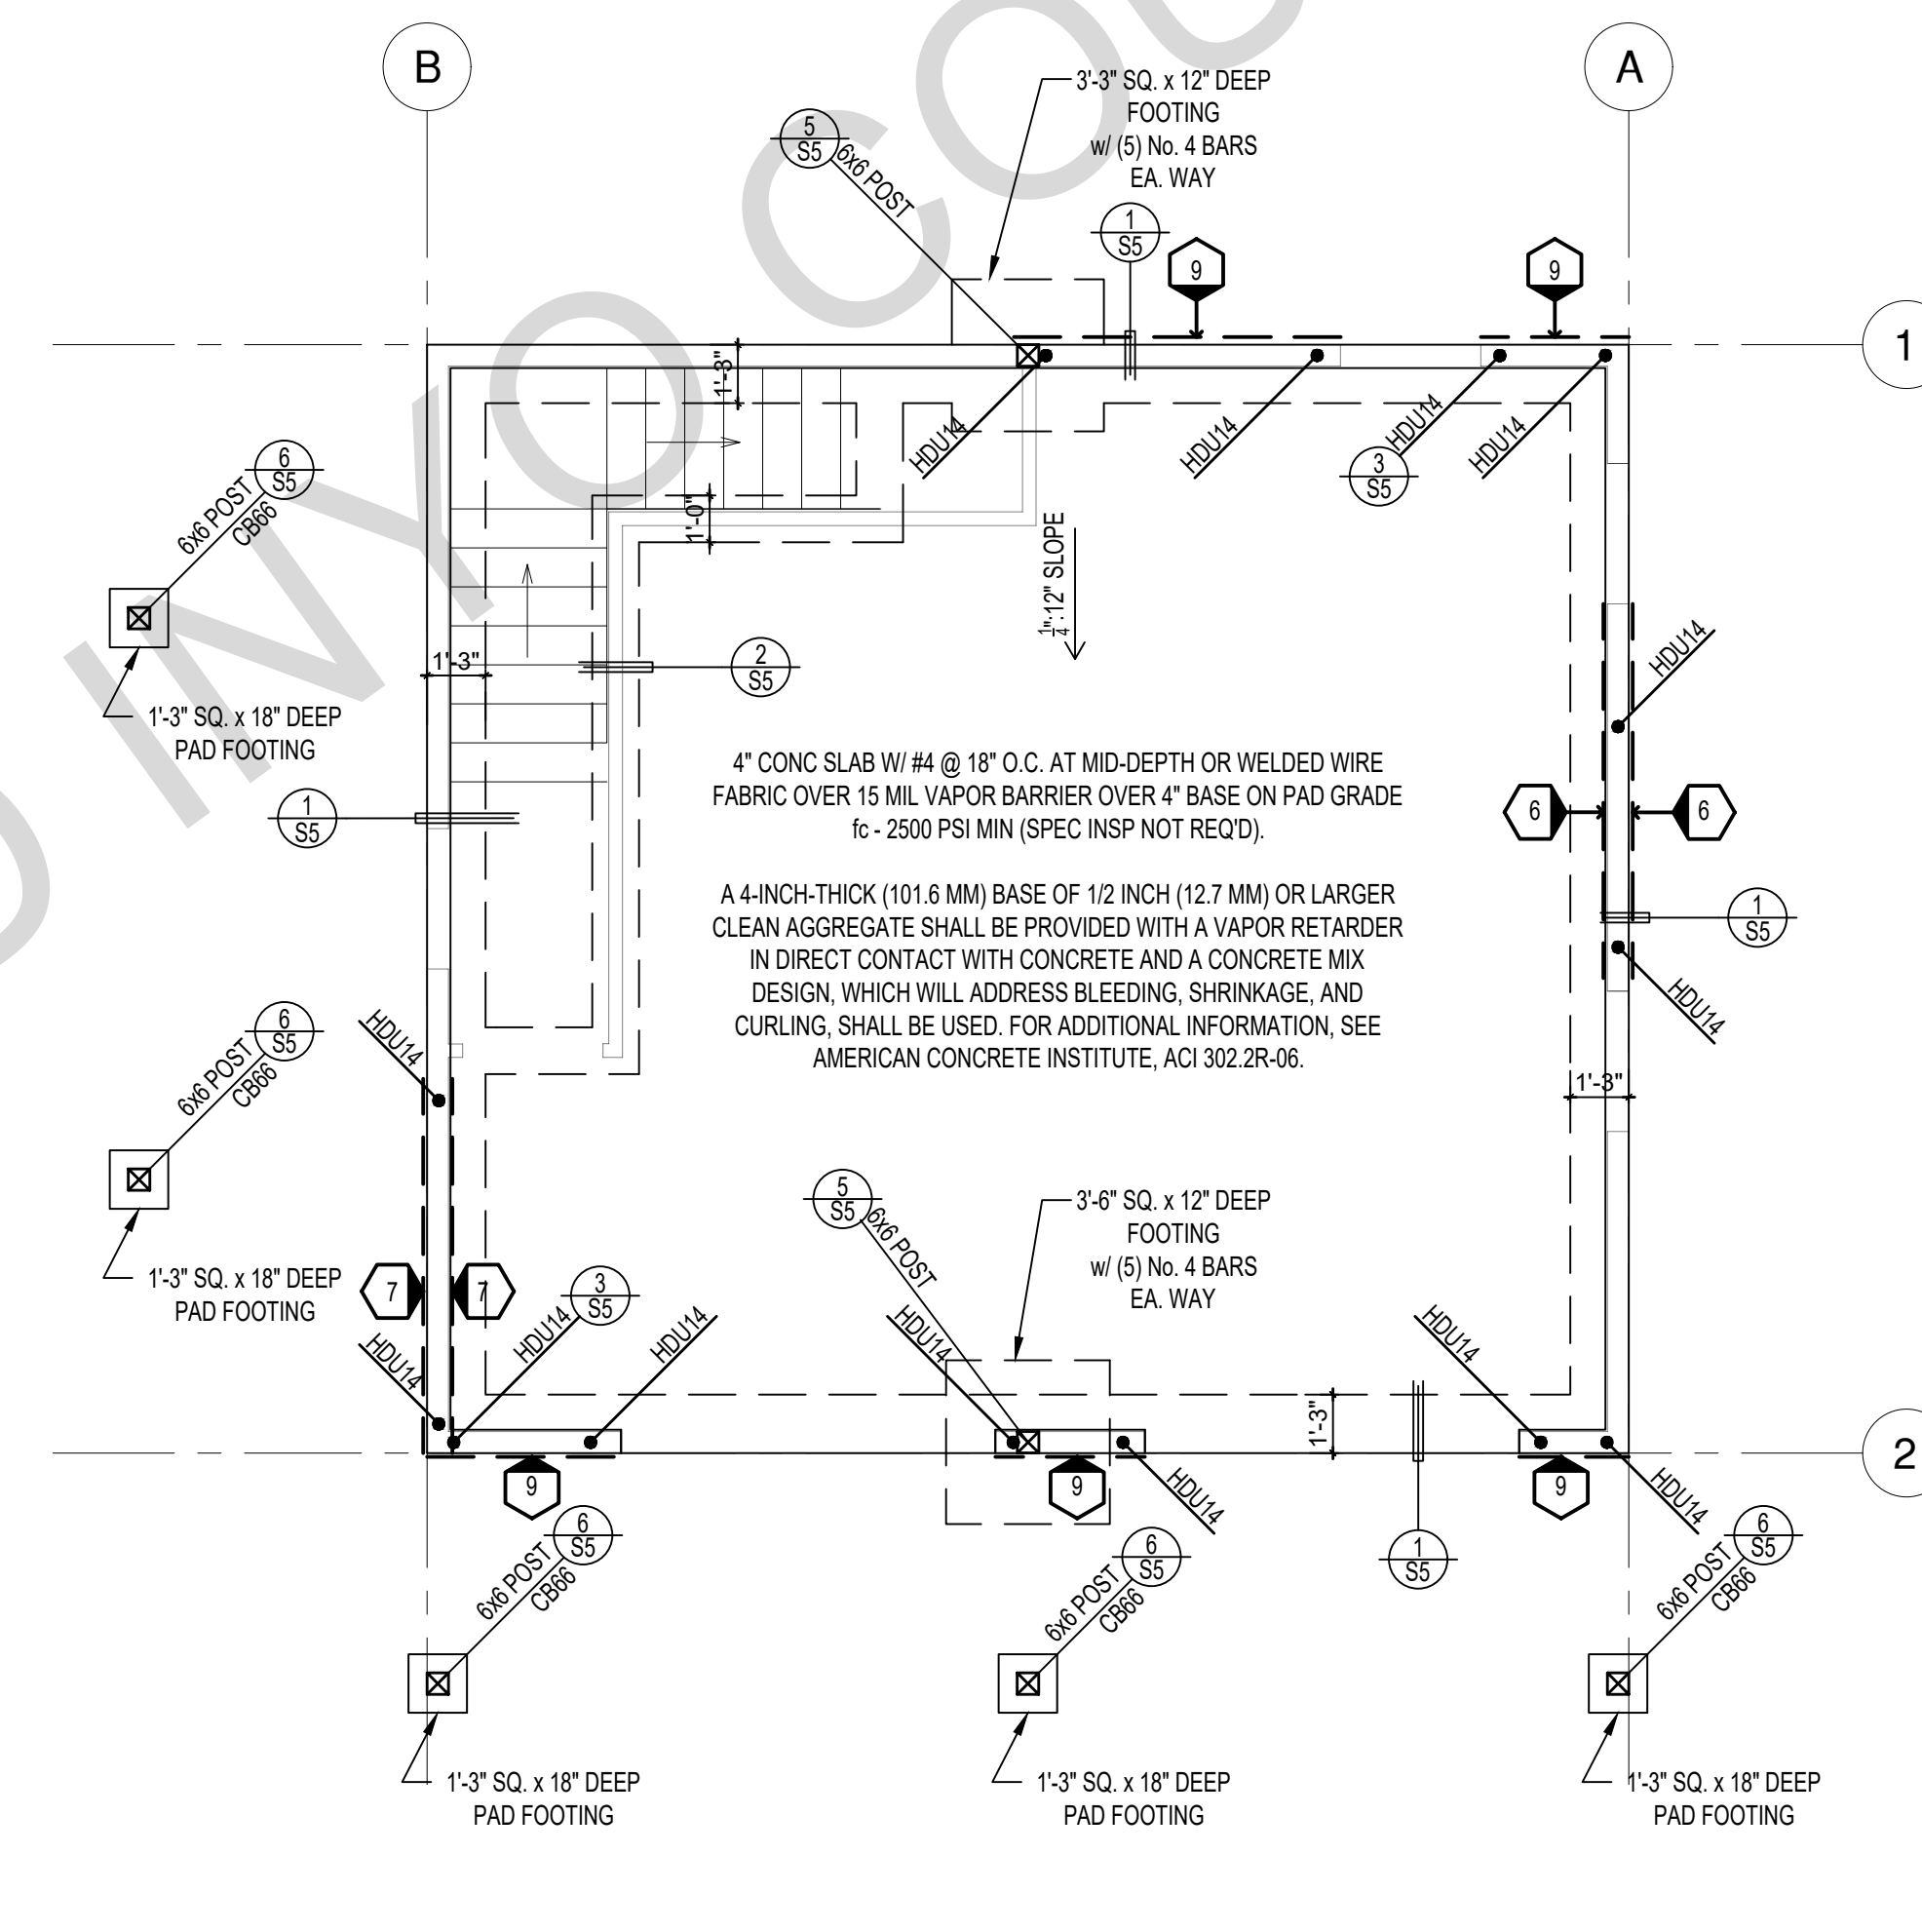 B
A
3'-3" SQ. x 12" DEEP
FOOTING
w/ (5) No. 4 BARS
EA. WAY
5
S5
6x6 POST
1
S5
9
9
1
1'-3"
HDU14
HDU14
HDU14
3
S5
HDU14
6
S5
6x6 POST
CB66
1'-0"
1/4":12" SLOPE
1'-3"
2
S5
HDU14
1'-3" SQ. x 18" DEEP
PAD FOOTING
4" CONC SLAB W/ #4 @ 18" O.C. AT MID-DEPTH OR WELDED WIRE
FABRIC OVER 15 MIL VAPOR BARRIER OVER 4" BASE ON PAD GRADE
fc - 2500 PSI MIN (SPEC INSP NOT REQ'D).
1
S5
6
6
A 4-INCH-THICK (101.6 MM) BASE OF 1/2 INCH (12.7 MM) OR LARGER
CLEAN AGGREGATE SHALL BE PROVIDED WITH A VAPOR RETARDER
IN DIRECT CONTACT WITH CONCRETE AND A CONCRETE MIX
DESIGN, WHICH WILL ADDRESS BLEEDING, SHRINKAGE, AND
CURLING, SHALL BE USED. FOR ADDITIONAL INFORMATION, SEE
AMERICAN CONCRETE INSTITUTE, ACI 302.2R-06.
1
S5
HDU14
6
S5
6x6 POST
CB66
HDU14
1'-3"
1'-3" SQ. x 18" DEEP
PAD FOOTING
5
S5
6x6 POST
3'-6" SQ. x 12" DEEP
FOOTING
w/ (5) No. 4 BARS
EA. WAY
7
7
3
S5
HDU14
HDU14
HDU14
HDU14
HDU14
1'-3"
2
9
9
9
HDU14
HDU14
6
S5
6x6 POST
CB66
6
S5
6x6 POST
CB66
1
S5
6
S5
6x6 POST
CB66
1'-3" SQ. x 18" DEEP
PAD FOOTING
1'-3" SQ. x 18" DEEP
PAD FOOTING
1'-3" SQ. x 18" DEEP
PAD FOOTING
INYO COU